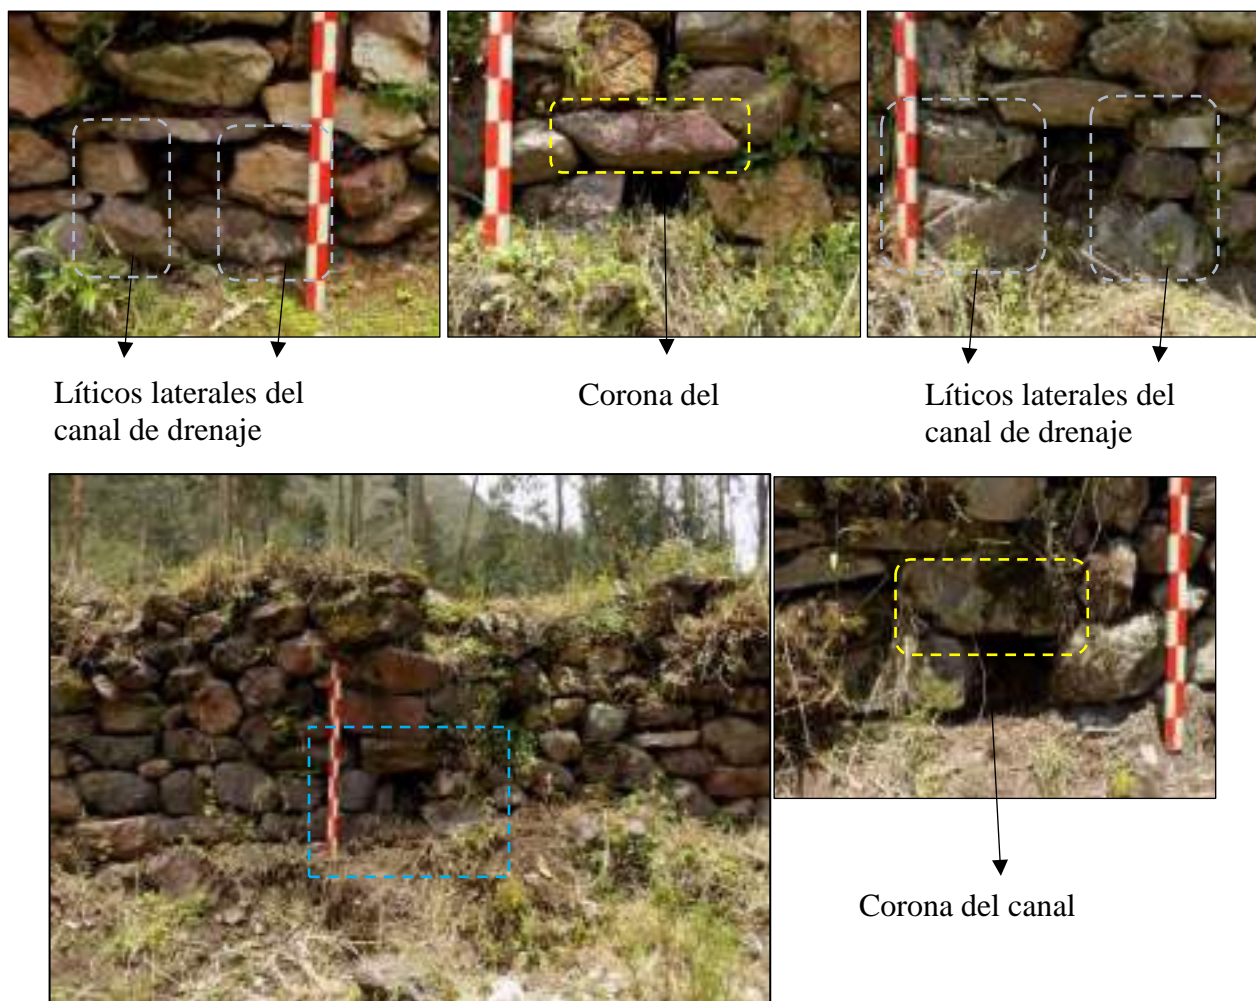 Líticos laterales del
canal de drenaje
Corona del
Líticos laterales del
canal de drenaje
Corona del canal